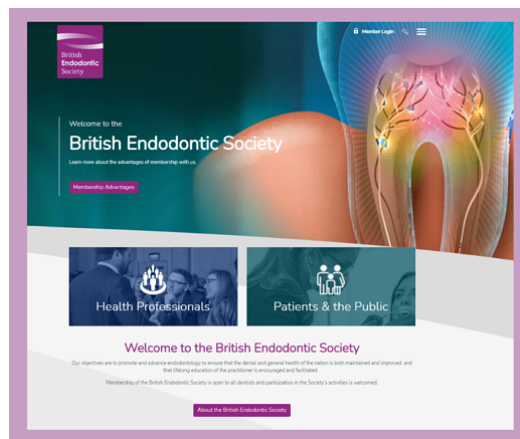 British
Endodontic
Society
Member Login
Welcome to the
British Endodontic Society
Learn more about the advantages of membership with us.
Membership Advantages
Health Professionals
Patients & the Public
Welcome to the British Endodontic Society
Our objectives are to promote and advance endodontology to ensure that the dental and general health of the nation is both maintained and improved, and
that lifelong education of the practitioner is encouraged and facilitated.
Membership of the British Endodontic Society is open to all dentists and participation in the Society's activities is welcomed.
About the British Endodontic Society